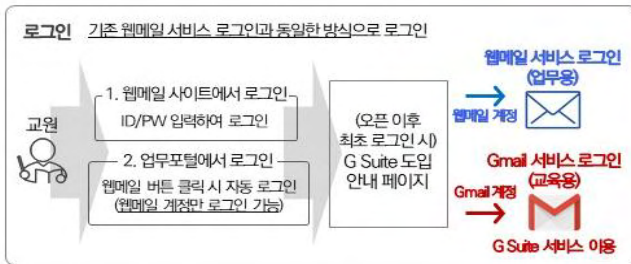 로그인 기존 웹메일 서비스 로그인과 동일한 방식으로 로그인
교원
1. 웹메일 사이트에서 로그인
ID/PW 입력하여 로그인
2. 업무포털에서 로그인
웹메일 버튼 클릭 시 자동 로그인
(웹메일 계정만 로그인 가능)
(오픈 이후
최초 로그인 시)
G Suite 도입
안내 페이지
웹메일 서비스 로그인
(업무용)
웹메일 계정
Gmail 서비스 로그인
(교육용)
Gmail 계정
G Suite 서비스 이용